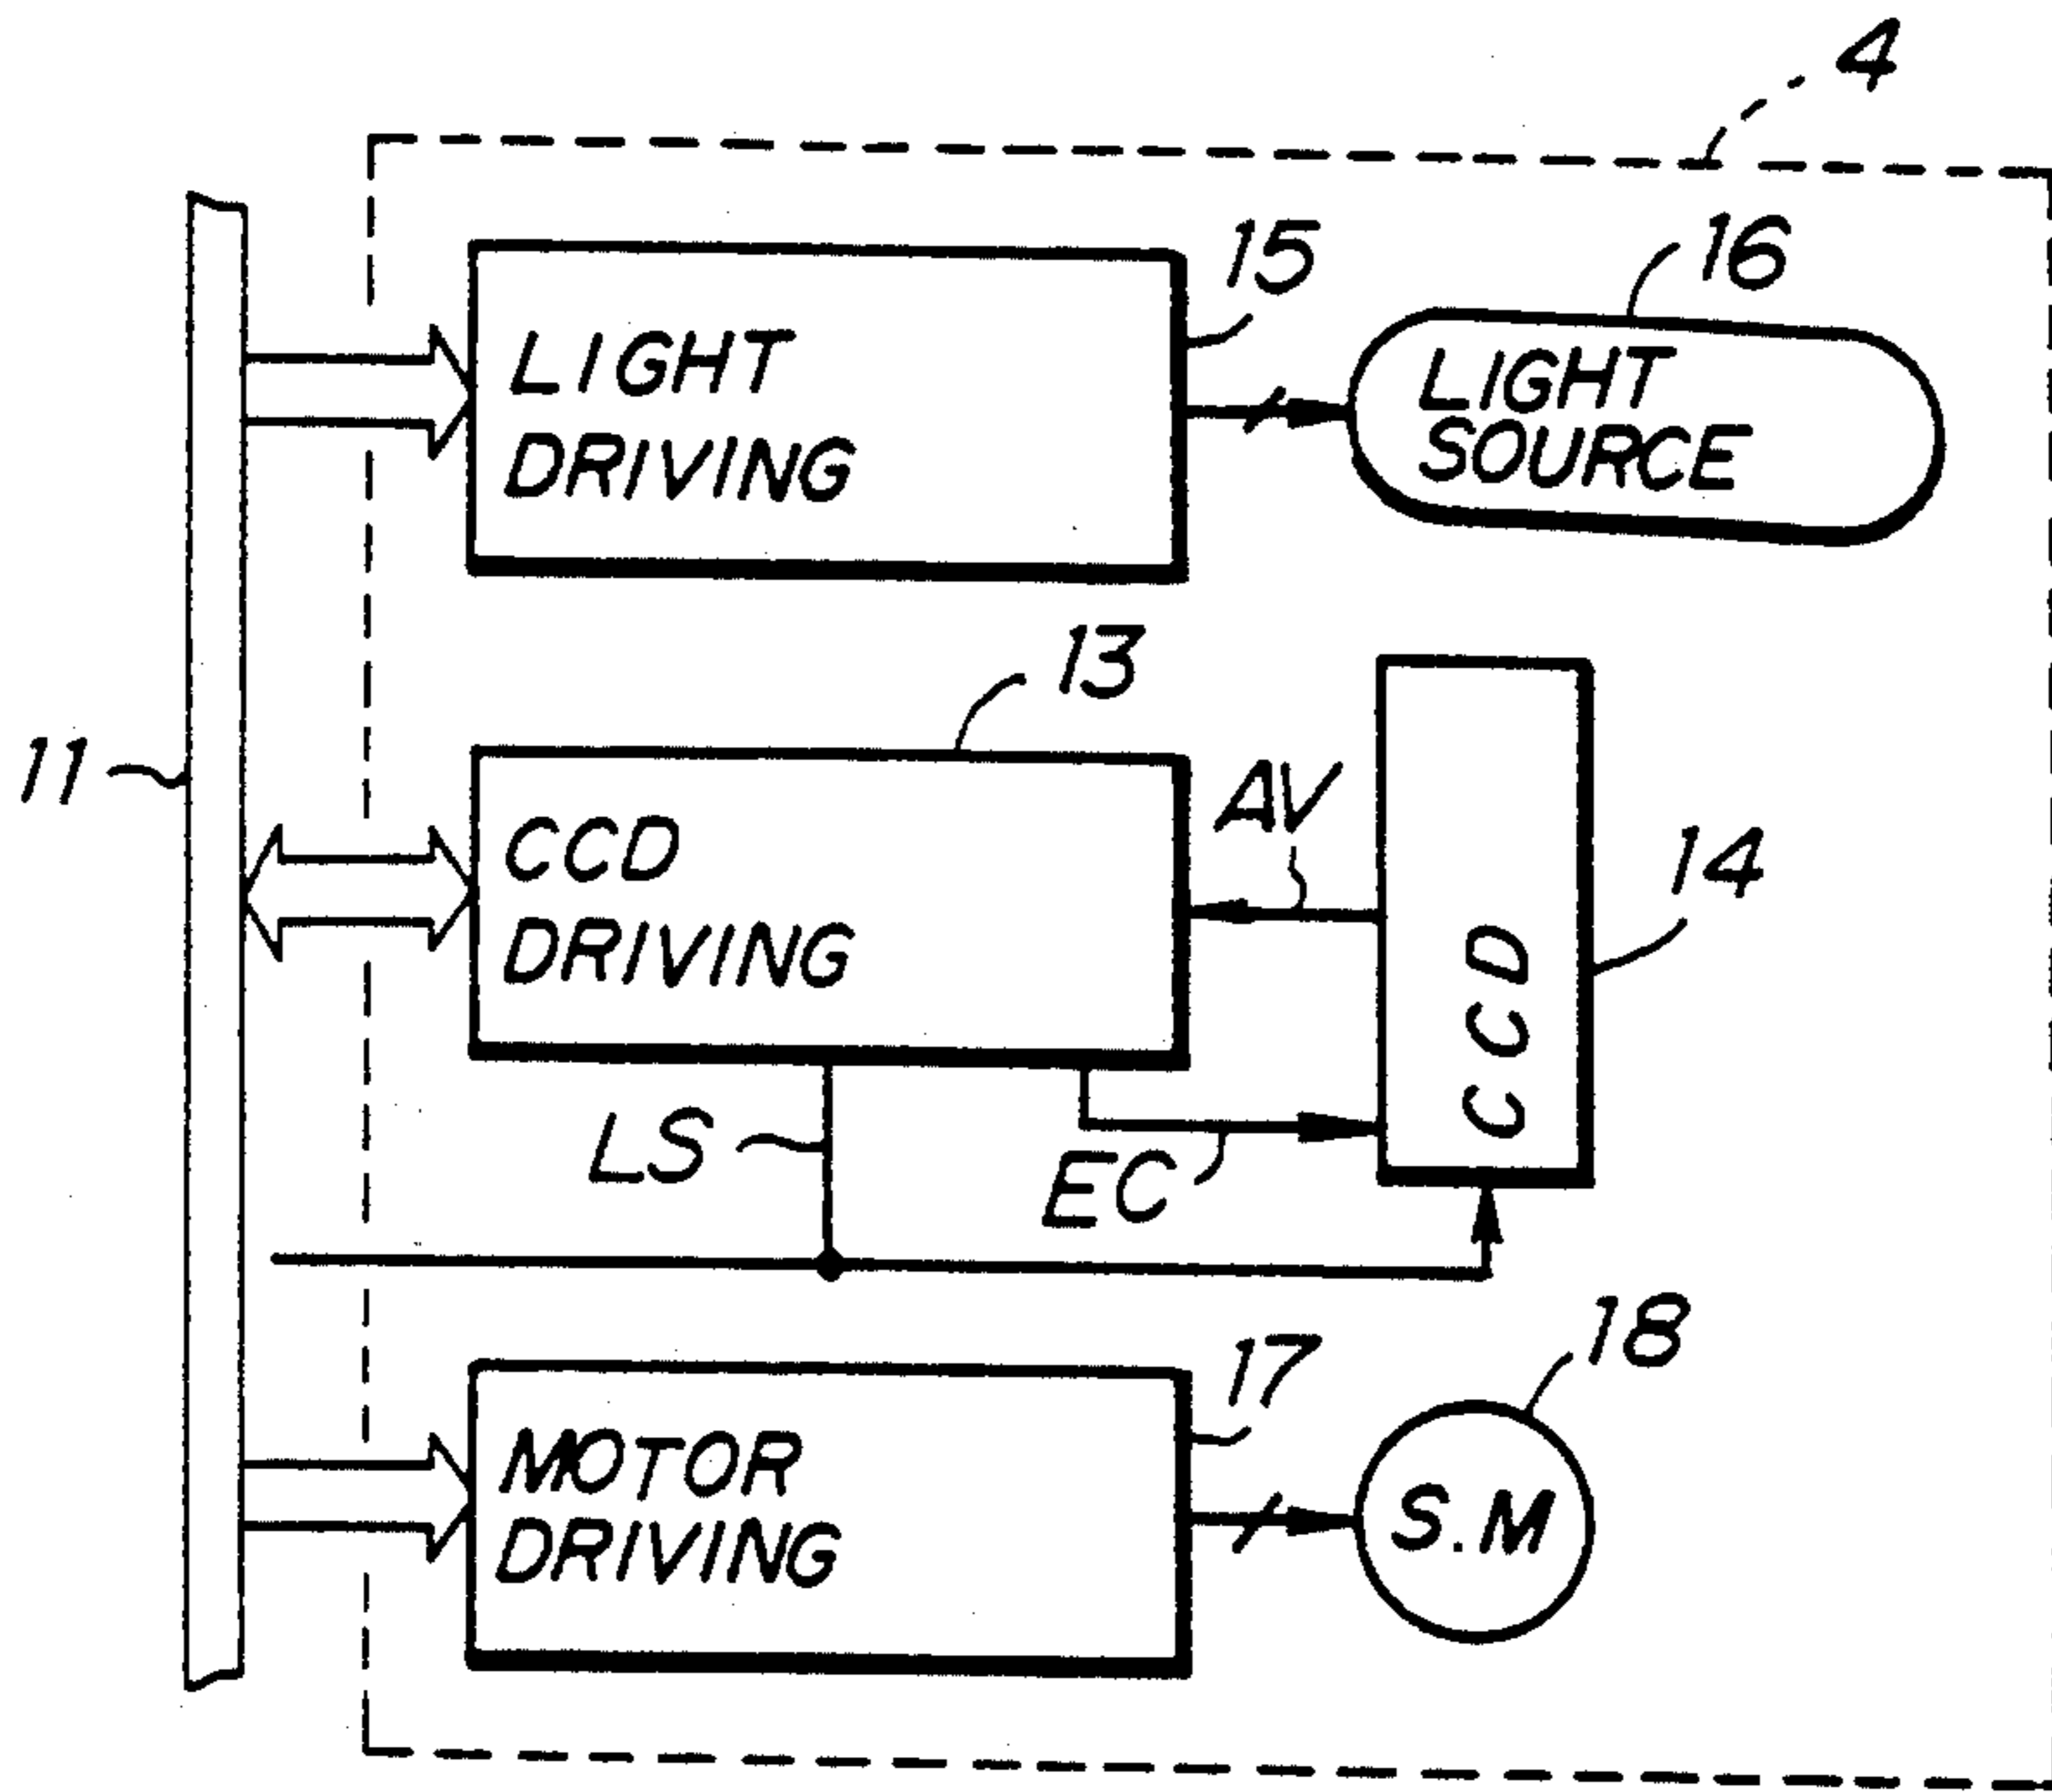 4
15
16
LIGHT
DRIVING
LIGHT
SOURCE
13
11
CCD
DRIVING
AV
14
CCD
LS
EC
17
18
MOTOR
DRIVING
S.M